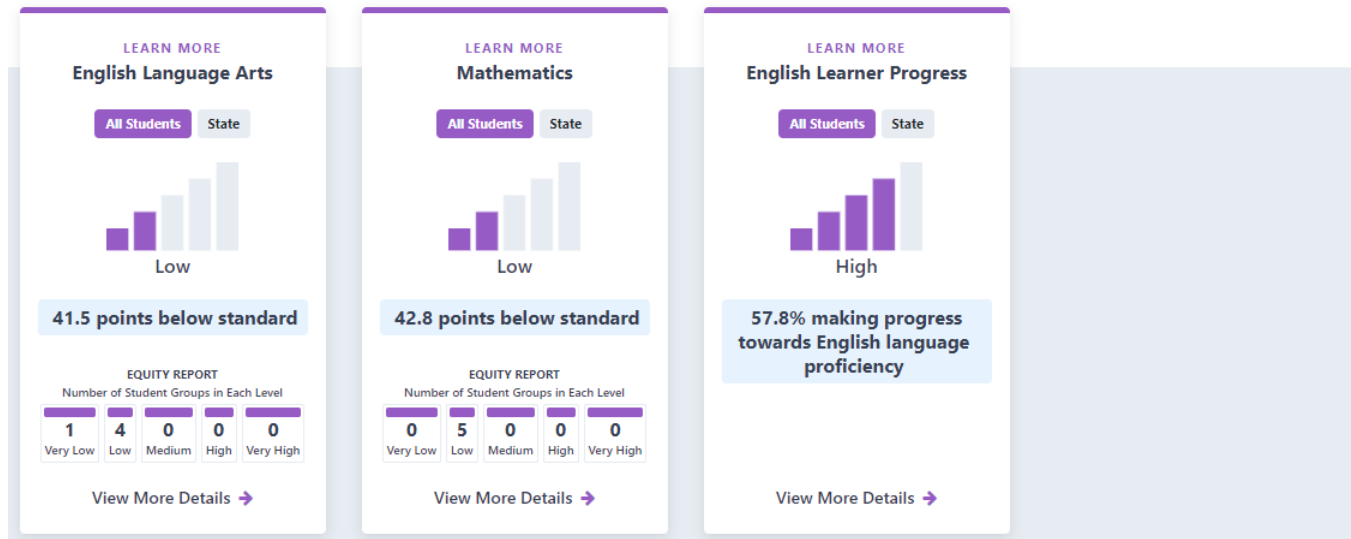 LEARN MORE
English Language Arts
All Students State
Low
41.5 points below standard
EQUITY REPORT
Number of Student Groups in Each Level
1 4 0 0 0
Very Low Low Medium High Very High
View More Details
LEARN MORE
Mathematics
All Students State
Low
42.8 points below standard
EQUITY REPORT
Number of Student Groups in Each Level
0 5 0 0 0
Very Low Low Medium High Very High
View More Details
LEARN MORE
English Learner Progress
All Students State
High
57.8% making progress
towards English language
proficiency
View More Details